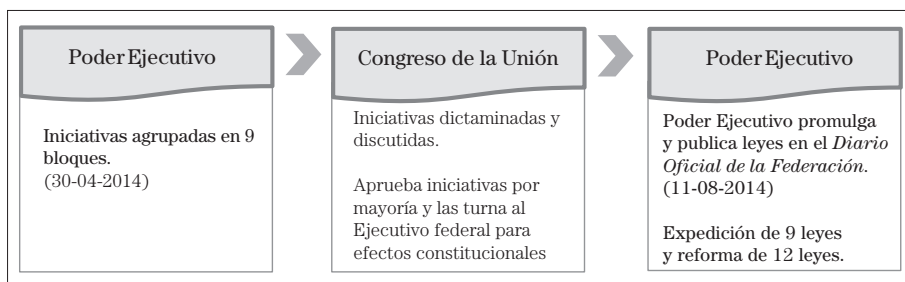 Poder Ejecutivo
Iniciativas agrupadas en 9
bloques.
(30-04-2014)
Congreso de la Unión
Iniciativas dictaminadas y
discutidas.
Aprueba iniciativas por
mayoría y las turna al
Ejecutivo federal para
efectos constitucionales
Poder Ejecutivo
Poder Ejecutivo promulga
y publica leyes en el Diario
Oficial de la Federación.
(11-08-2014)
Expedición de 9 leyes
y reforma de 12 leyes.